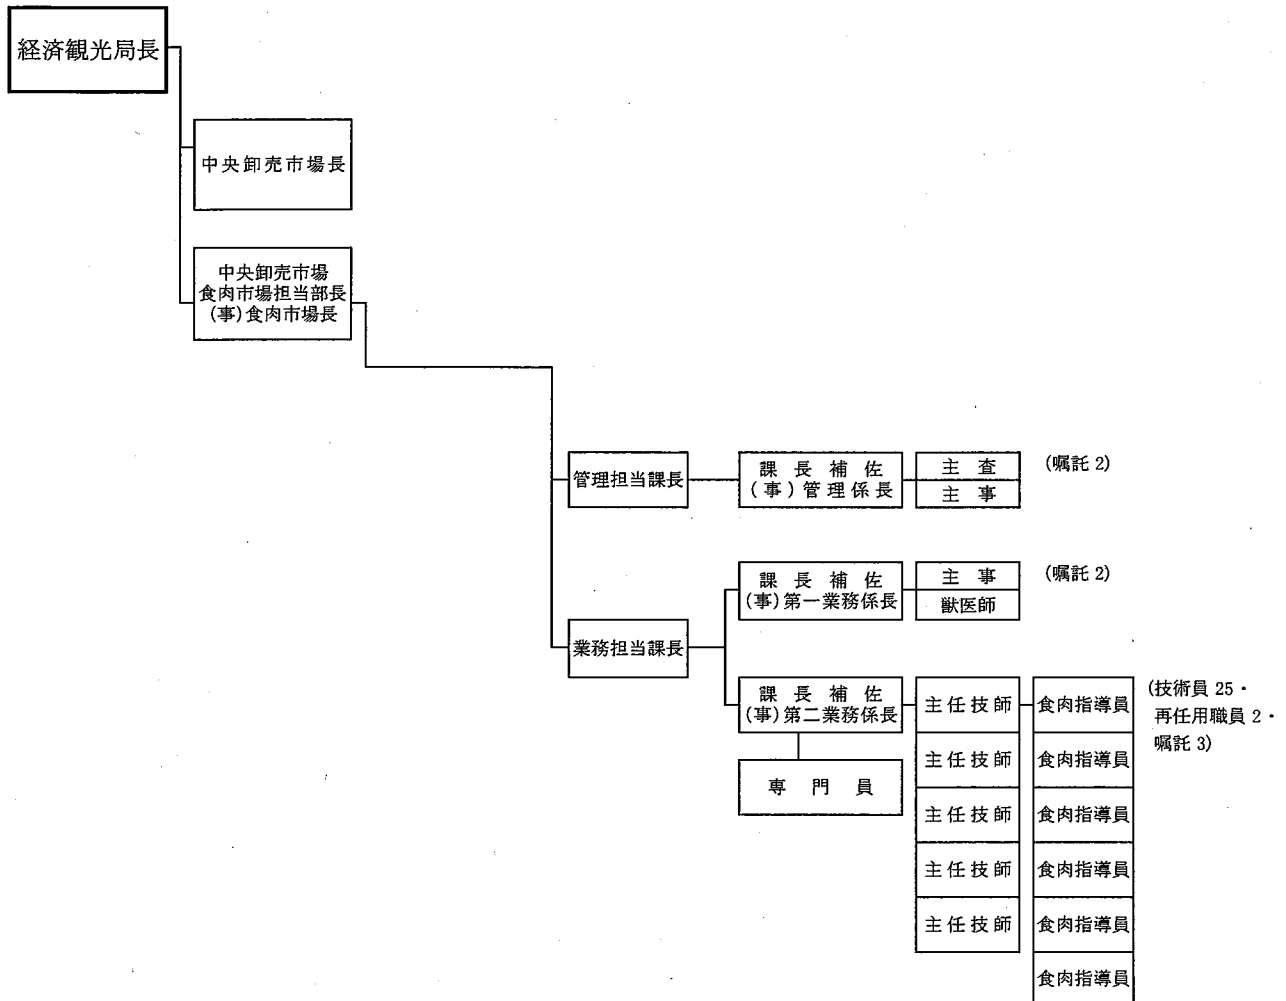 経済観光局長
中央卸売市場長
中央卸売市場
食肉市場担当部長
(事)食肉市場長
管理担当課長
課長補佐
(事)管理係長
主査
主事
(嘱託 2)
業務担当課長
課長補佐
(事)第一業務係長
主事
獣医師
(嘱託 2)
課長補佐
(事)第二業務係長
専門員
主任技師
主任技師
主任技師
主任技師
主任技師
食肉指導員
食肉指導員
食肉指導員
食肉指導員
食肉指導員
食肉指導員
(技術員 25・
再任用職員 2・
嘱託 3)